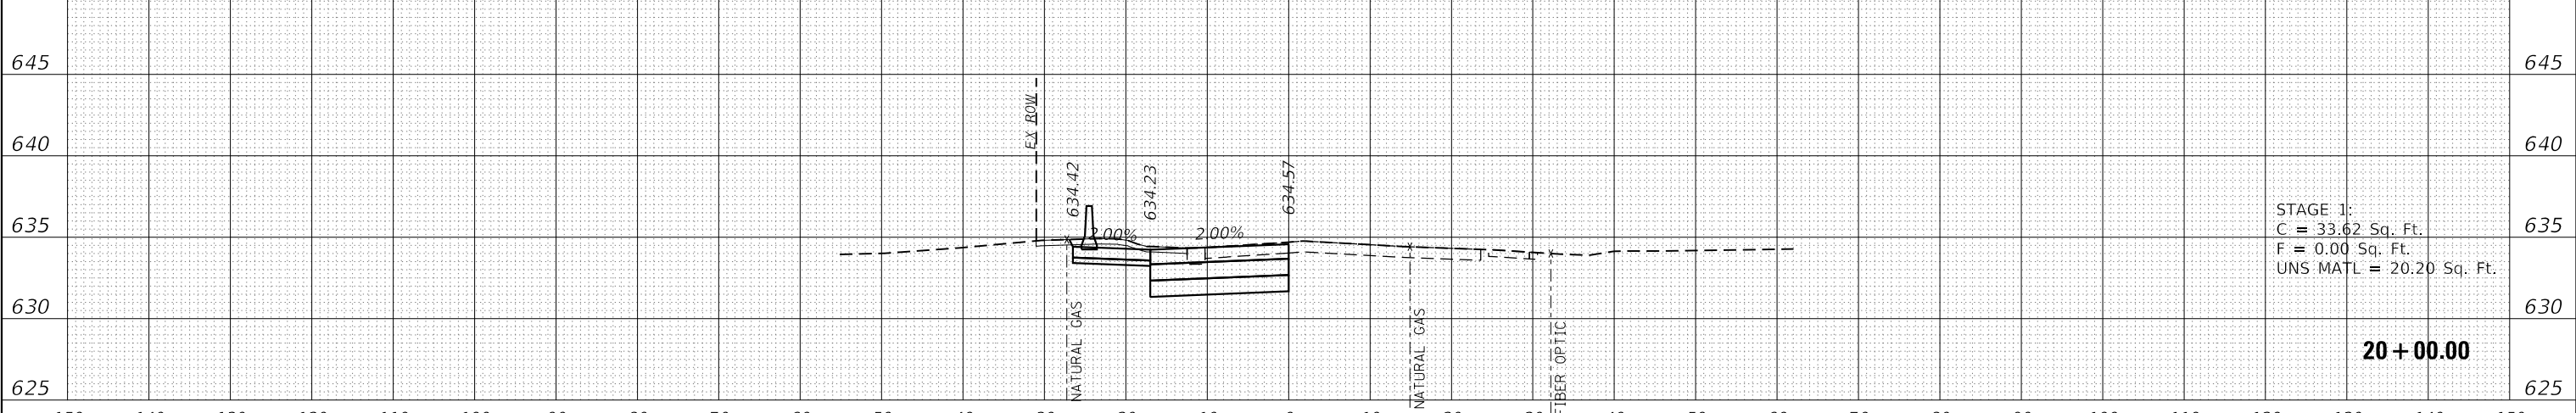 645 645
EX ROW
640 640
634.42 634.23 634.57
635 635
2.00% 2.00%
STAGE 1:
C = 33.62 Sq. Ft.
F = 0.00 Sq. Ft.
UNS MATL = 20.20 Sq. Ft.
630 630
NATURAL GAS
NATURAL GAS
FIBER OPTIC
20+00.00
625 625